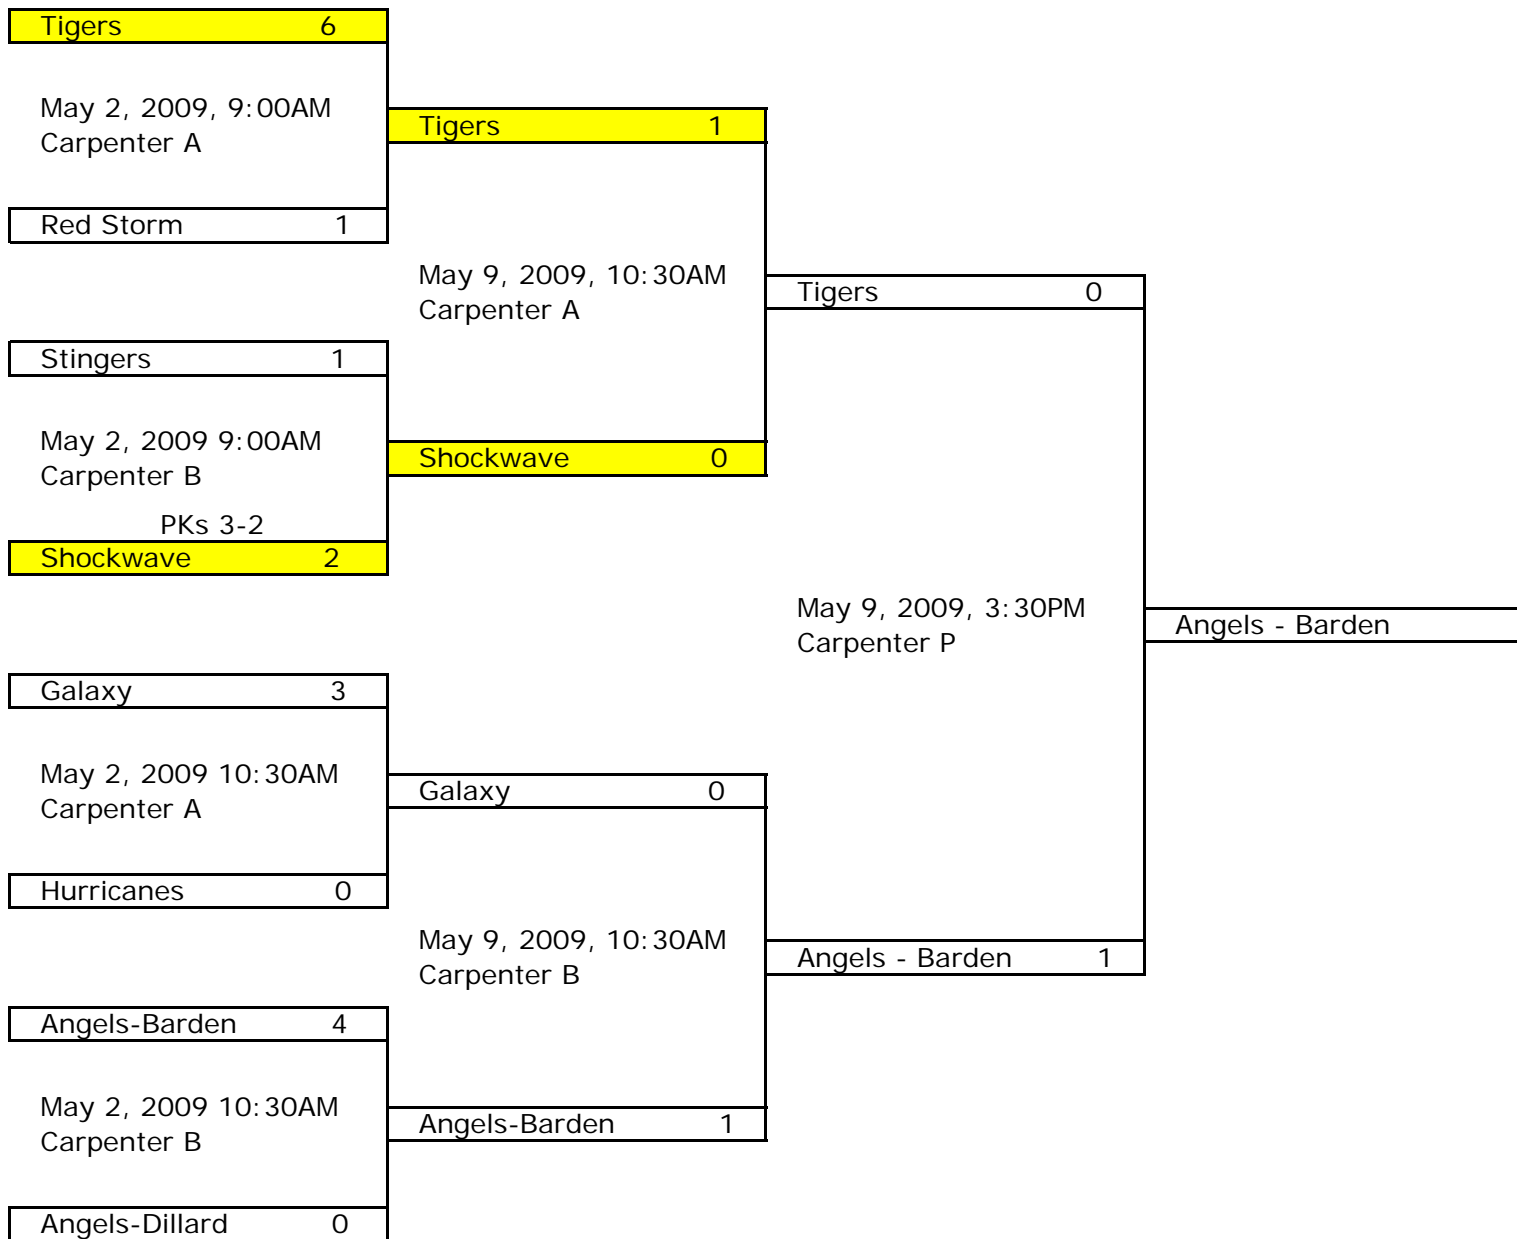 Tigers 6
May 2, 2009, 9:00AM
Carpenter A
Red Storm 1
Stingers 1
May 2, 2009 9:00AM
Carpenter B
PKs 3-2
Shockwave 2
Galaxy 3
May 2, 2009 10:30AM
Carpenter A
Hurricanes 0
Angels-Barden 4
May 2, 2009 10:30AM
Carpenter B
Angels-Dillard 0
Tigers 1
May 9, 2009, 10:30AM
Carpenter A
Shockwave 0
Galaxy 0
May 9, 2009, 10:30AM
Carpenter B
Angels-Barden 1
Tigers 0
May 9, 2009, 3:30PM
Carpenter P
Angels - Barden 1
Angels - Barden